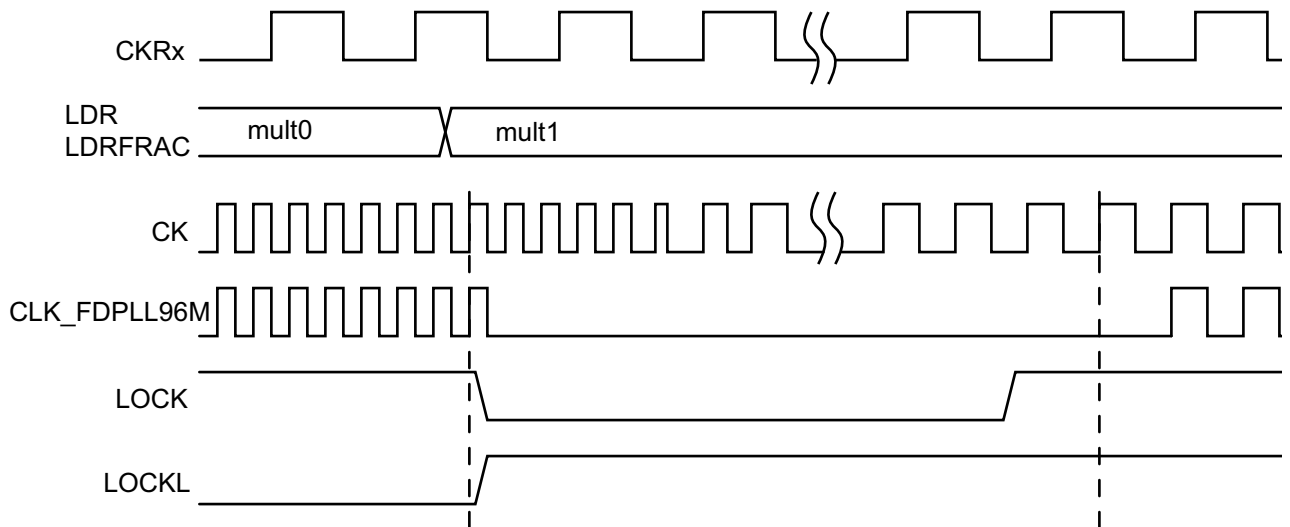 CKRx
LDR
LDRFRAC
mult0
mult1
CK
CLK_FDPLL96M
LOCK
LOCKL